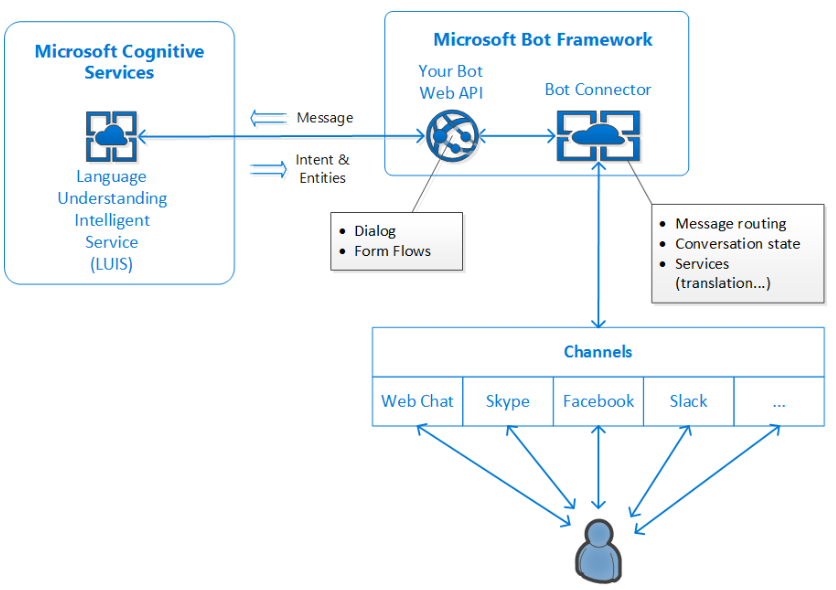 Microsoft Cognitive
Services
Language
Understanding
Intelligent
Service
(LUIS)
Message
Intent &
Entities
Microsoft Bot Framework
Your Bot
Web API
Bot Connector
• Dialog
• Form Flows
• Message routing
• Conversation state
• Services
(translation...)
Channels
Web Chat
Skype
Facebook
Slack
...